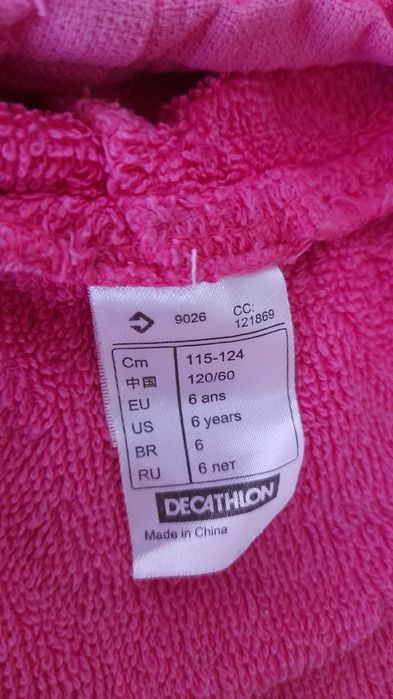 9026 CC: 121869
Cm 115-124
中国 120/60
EU 6 ans
US 6 years
BR 6
RU 6 лет
DECATHLON
Made in China